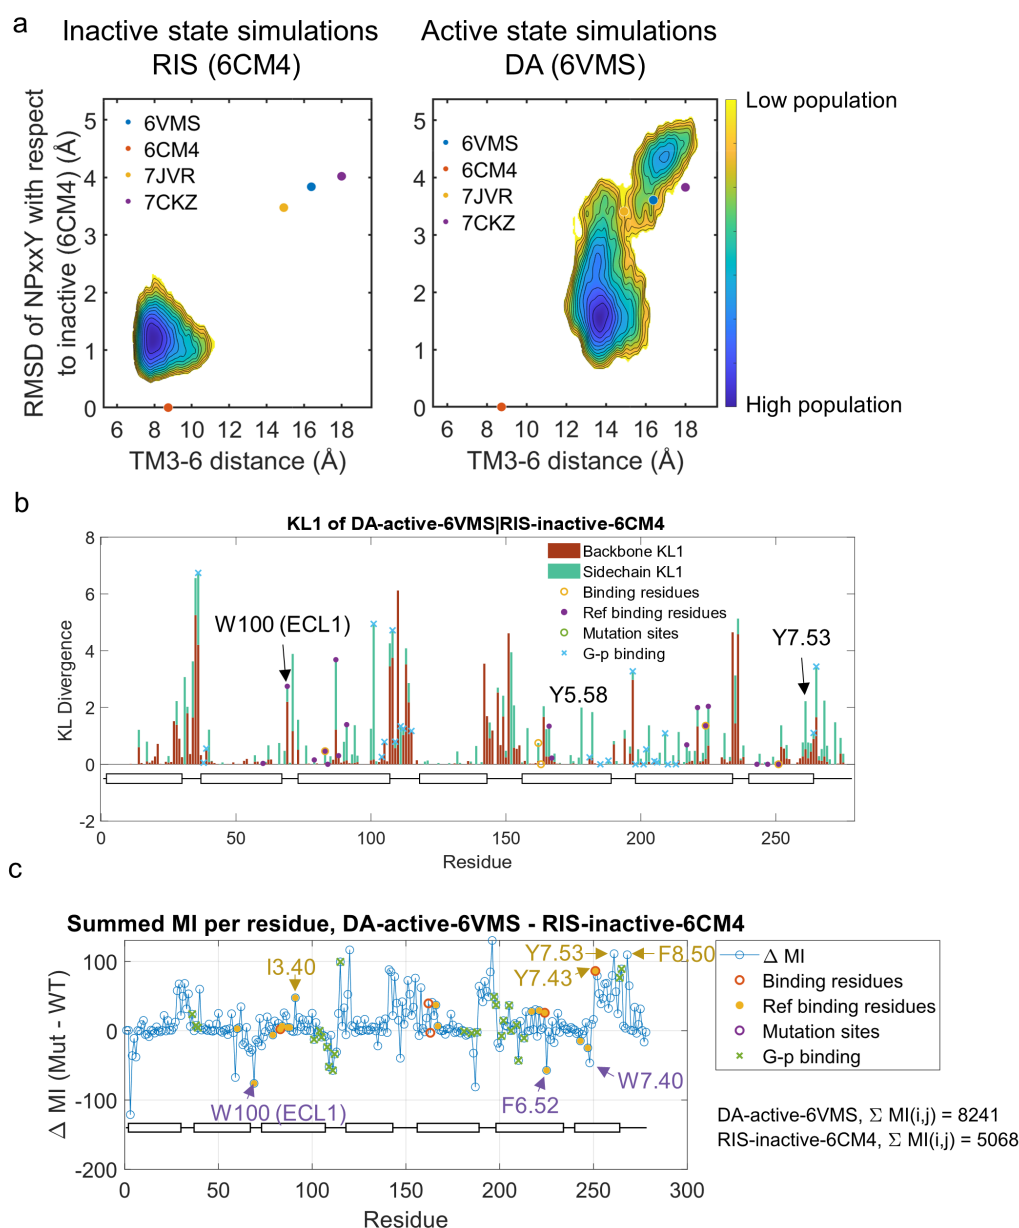 a
Inactive state simulations
RIS (6CM4)
Active state simulations
DA (6VMS)
RMSD of NPxxY with respect
to inactive (6CM4) (Å)
5
4
3
2
1
0
6VMS
6CM4
7JVR
7CKZ
6 8 10 12 14 16 18
TM3-6 distance (Å)
5
4
3
2
1
0
6VMS
6CM4
7JVR
7CKZ
6 8 10 12 14 16 18
TM3-6 distance (Å)
Low population
High population
b
KL1 of DA-active-6VMS|RIS-inactive-6CM4
KL Divergence
8
6
4
2
0
-2
Backbone KL1
Sidechain KL1
Binding residues
Ref binding residues
Mutation sites
G-p binding
W100 (ECL1)
Y5.58
Y7.53
0 50 100 150 200 250
Residue
c
Summed MI per residue, DA-active-6VMS - RIS-inactive-6CM4
Δ MI (Mut - WT)
100
0
-100
-200
I3.40
Y7.53
F8.50
Y7.43
W7.40
F6.52
W100 (ECL1)
Δ MI
Binding residues
Ref binding residues
Mutation sites
G-p binding
DA-active-6VMS, Σ MI(i,j) = 8241
RIS-inactive-6CM4, Σ MI(i,j) = 5068
0 50 100 150 200 250 300
Residue